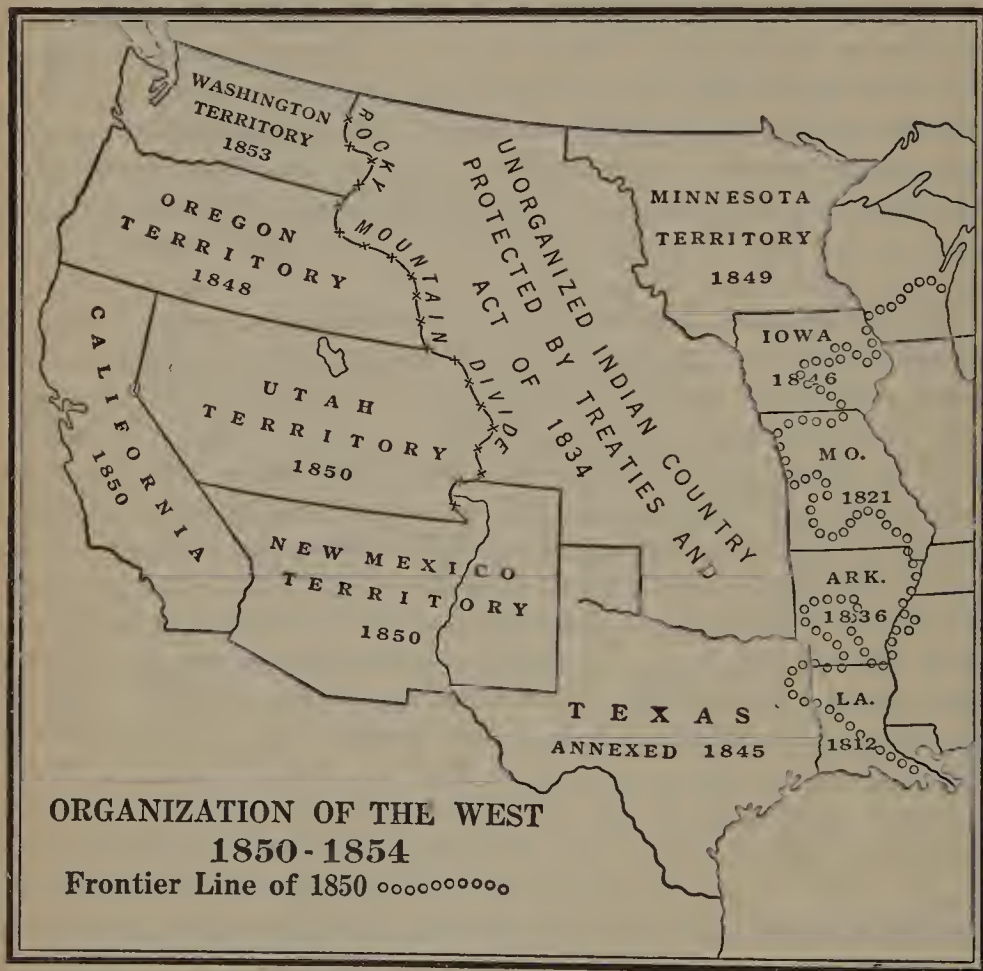 WASHINGTON
TERRITORY
1853
ROCKY MOUNTAIN DIVIDE
OREGON
TERRITORY
1848
CALIFORNIA
1850
UTAH
TERRITORY
1850
NEW MEXICO
TERRITORY
1850
UNORGANIZED INDIAN COUNTRY
PROTECTED BY TREATIES AND
ACT OF 1834
MINNESOTA
TERRITORY
1849
IOWA
1846
MO.
1821
ARK.
1836
LA.
1812
TEXAS
ANNEXED 1845
ORGANIZATION OF THE WEST
1850-1854
Frontier Line of 1850